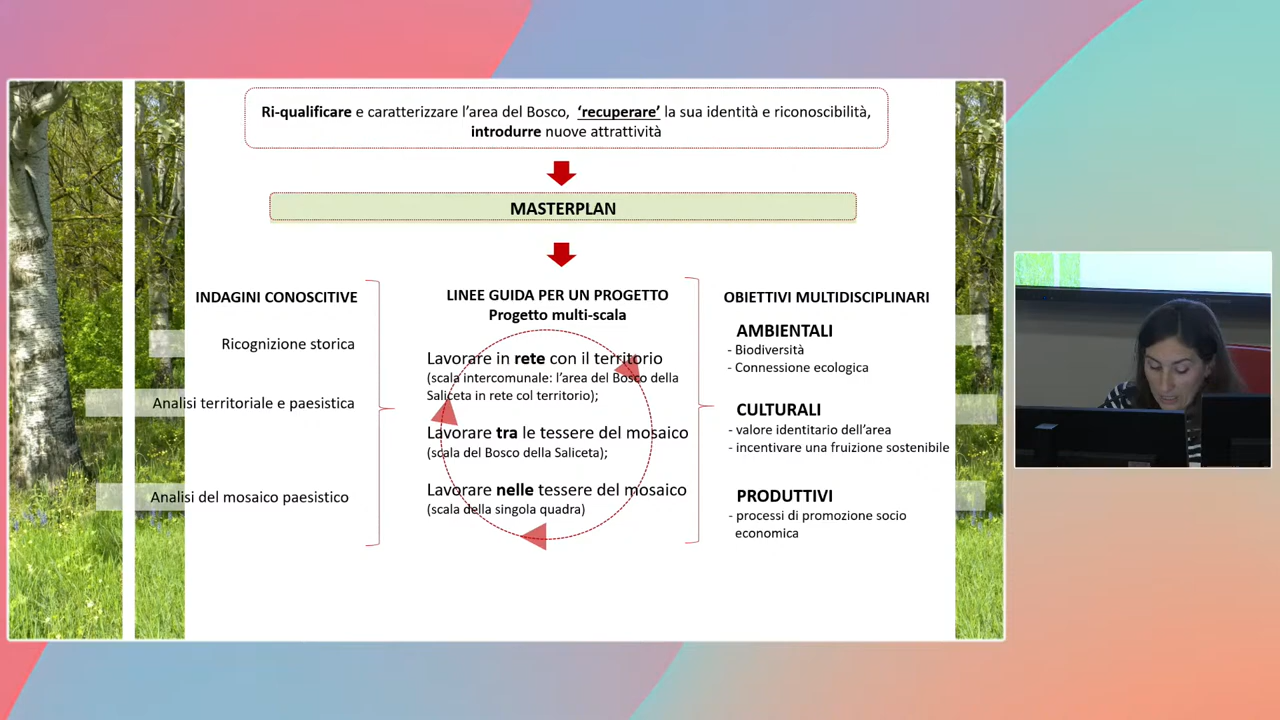 Ri-qualificare e caratterizzare l'area del Bosco, ‘recuperare’ la sua identità e riconoscibilità,
introdurre nuove attrattività
MASTERPLAN
INDAGINI CONOSCITIVE
Ricognizione storica
Analisi territoriale e paesistica
Analisi del mosaico paesistico
LINEE GUIDA PER UN PROGETTO
Progetto multi-scala
Lavorare in rete con il territorio
(scala intercomunale: l'area del Bosco della
Saliceta in rete col territorio);
Lavorare tra le tessere del mosaico
(scala del Bosco della Saliceta);
Lavorare nelle tessere del mosaico
(scala della singola quadra)
OBIETTIVI MULTIDISCIPLINARI
AMBIENTALI
- Biodiversità
- Connessione ecologica
CULTURALI
- valore identitario dell'area
- incentivare una fruizione sostenibile
PRODUTTIVI
- processi di promozione socio
economica